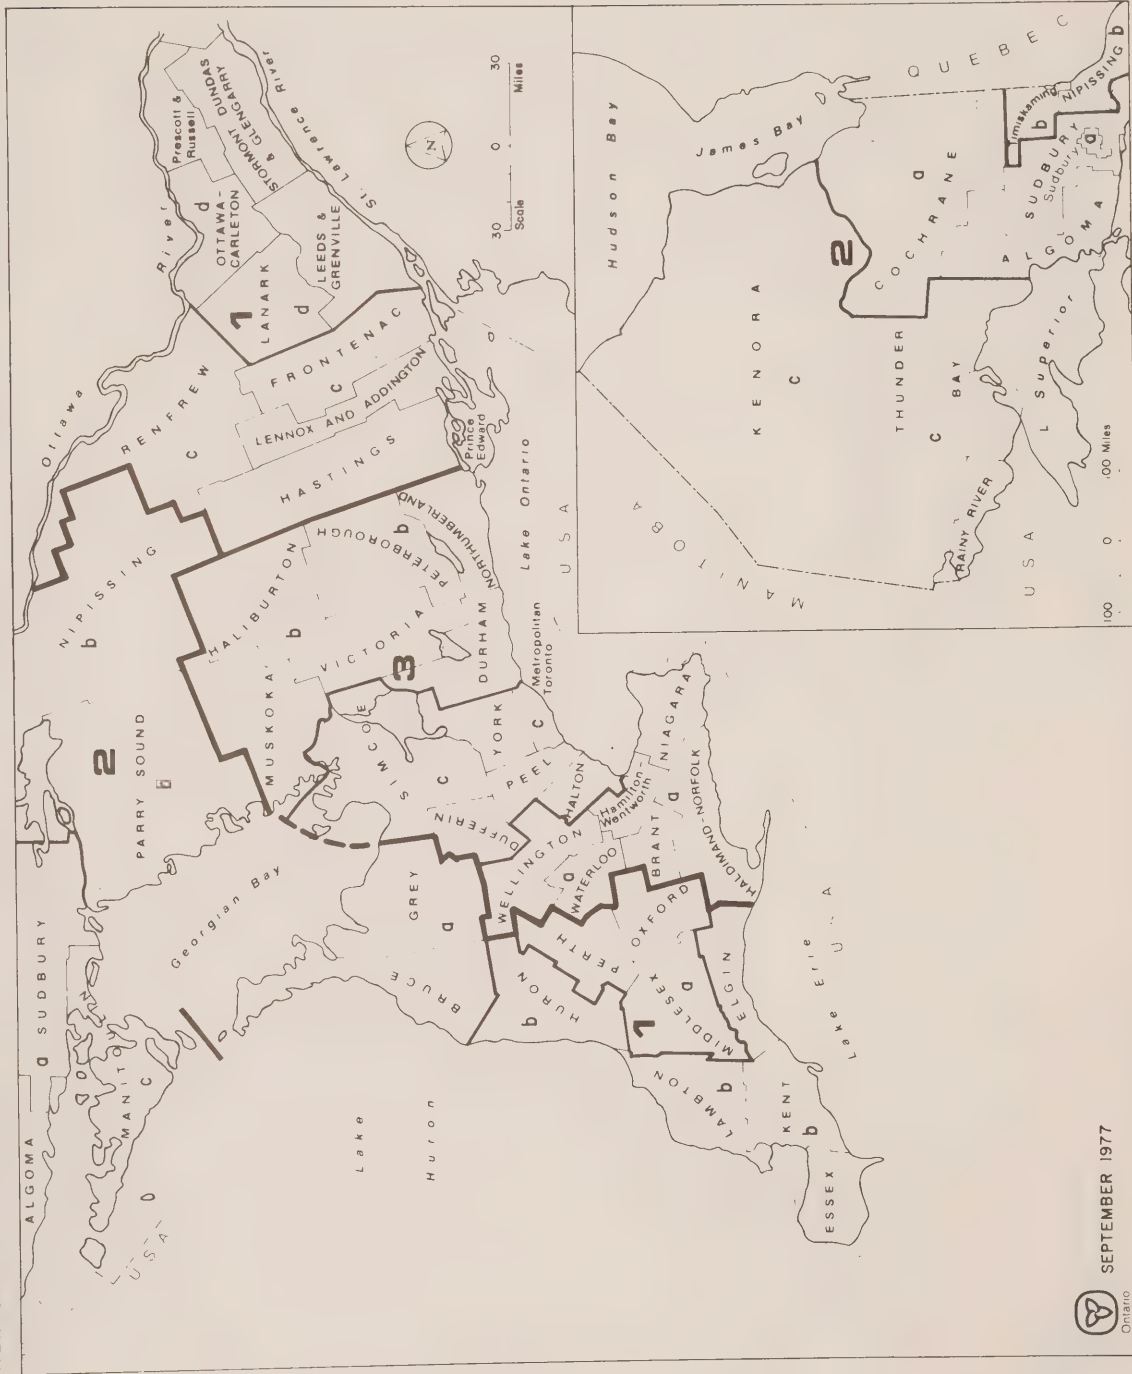 ALGOMA
a SUDBURY
MANITO
C
USA
2
PARRY SOUND
NIPISSING
b
Georgian Bay
Lake
Huron
Ottawa
River
RENFREW
C
1
LANARK
d
OTTAWA-
CARLETON
d
Prescott &
Russell
STORMONT DUNDAS
& GLENGARRY
LEEDS &
GRENVILLE
St. Lawrence River
FRONTENAC
C
LENNOX AND ADDINGTON
HASTINGS
Prince
Edward
MUSKOKA
HALIBURTON
b
VICTORIA
PETERBOROUGH
b
NORTHUMBERLAND
3
DURHAM
Metropolitan
Toronto
Lake Ontario
USA
SIMCOE
C
YORK
C
PEEL
DUFFERIN
HALTON
Hamilton-
Wentworth
NIAGARA
a
BRANT
HALDIMAND-NORFOLK
WELLINGTON
a
WATERLOO
GREY
a
BRUCE
b
HURON
PERTH
OXFORD
1
MIDDLESEX
a
ELGIN
LAMBTON
b
KENT
b
ESSEX
Lake Erie
USA
30 0 30
Scale Miles
N
Hudson Bay
James Bay
QUEBEC
MANITOBA
KENORA
C
2
COCHRANE
a
Timiskaming
b
NIPISSING b
SUDBURY
Sudbury
a
ALGOMA
THUNDER
BAY
C
RAINY RIVER
L Superior
USA
100 0 100 Miles
Ontario
SEPTEMBER 1977